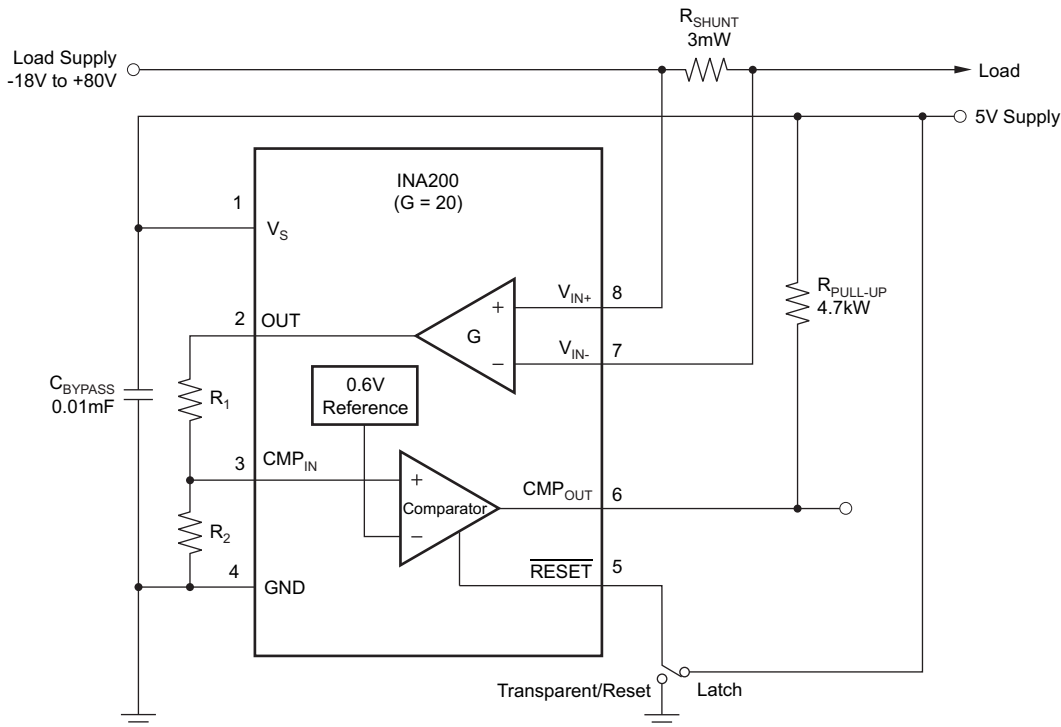 R_SHUNT
3mW
Load Supply
-18V to +80V
Load
5V Supply
INA200
(G = 20)
1
V_S
V_IN+
8
R_PULL-UP
4.7kW
2
OUT
+
G
−
V_IN-
7
C_BYPASS
0.01mF
R_1
0.6V
Reference
3
CMP_IN
+
Comparator
−
CMP_OUT
6
R_2
4
GND
RESET
5
Transparent/Reset
Latch